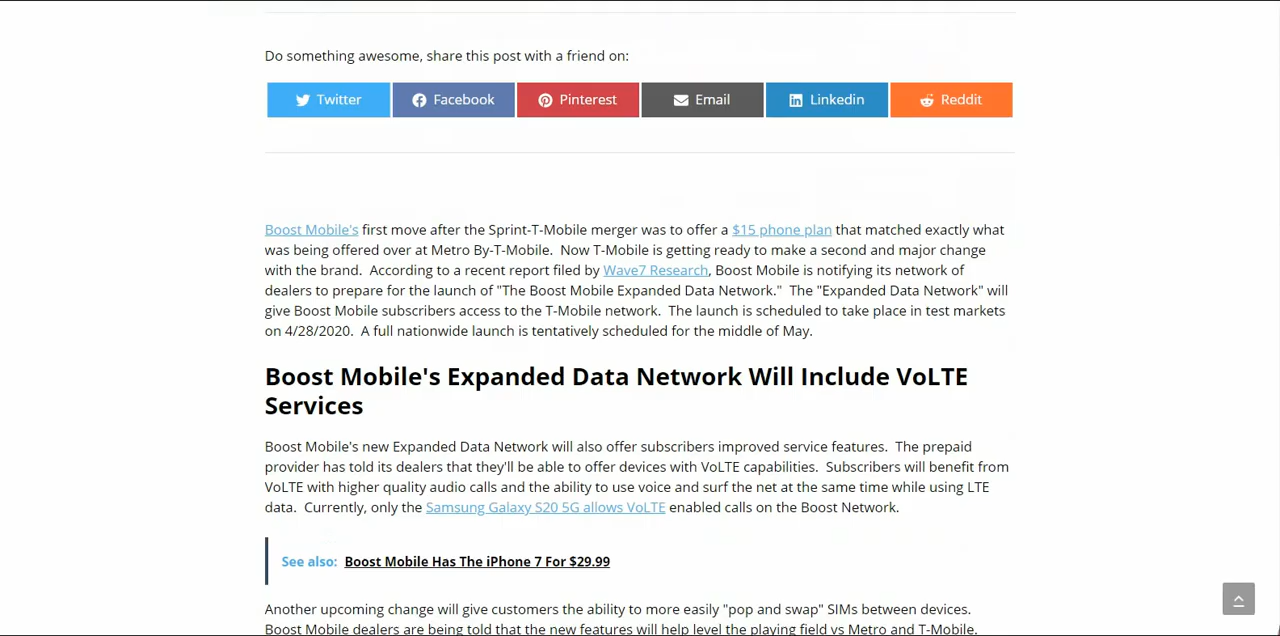 Do something awesome, share this post with a friend on:
Twitter Facebook Pinterest Email Linkedin Reddit
Boost Mobile's first move after the Sprint-T-Mobile merger was to offer a $15 phone plan that matched exactly what
was being offered over at Metro By-T-Mobile. Now T-Mobile is getting ready to make a second and major change
with the brand. According to a recent report filed by Wave7 Research, Boost Mobile is notifying its network of
dealers to prepare for the launch of "The Boost Mobile Expanded Data Network." The "Expanded Data Network" will
give Boost Mobile subscribers access to the T-Mobile network. The launch is scheduled to take place in test markets
on 4/28/2020. A full nationwide launch is tentatively scheduled for the middle of May.
Boost Mobile's Expanded Data Network Will Include VoLTE
Services
Boost Mobile's new Expanded Data Network will also offer subscribers improved service features. The prepaid
provider has told its dealers that they'll be able to offer devices with VoLTE capabilities. Subscribers will benefit from
VoLTE with higher quality audio calls and the ability to use voice and surf the net at the same time while using LTE
data. Currently, only the Samsung Galaxy S20 5G allows VoLTE enabled calls on the Boost Network.
See also: Boost Mobile Has The iPhone 7 For $29.99
Another upcoming change will give customers the ability to more easily "pop and swap" SIMs between devices.
Boost Mobile dealers are being told that the new features will help level the playing field vs Metro and T-Mobile.